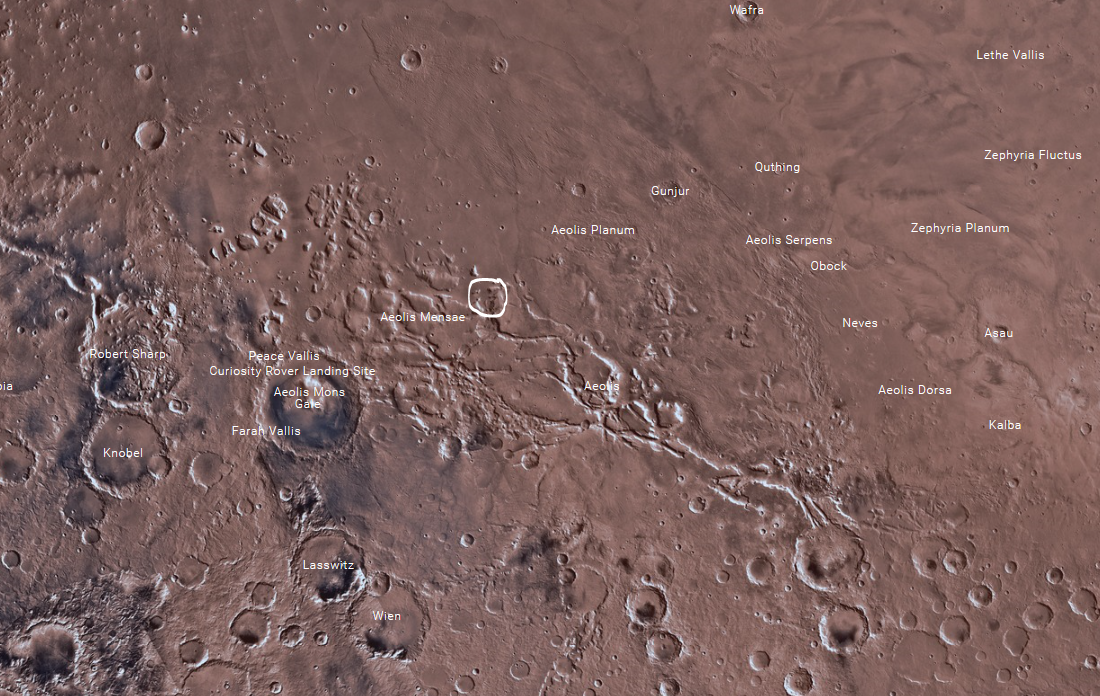 Wafra
Lethe Vallis
Zephyria Fluctus
Quthing
Gunjur
Aeolis Planum
Zephyria Planum
Aeolis Serpens
Obock
Aeolis Mensae
Neves
Asau
Robert Sharp
Peace Vallis
Curiosity Rover Landing Site
bia
Aeolis
Aeolis Mons
Aeolis Dorsa
Gale
Kalba
Farah Vallis
Knobel
Lasswitz
Wien